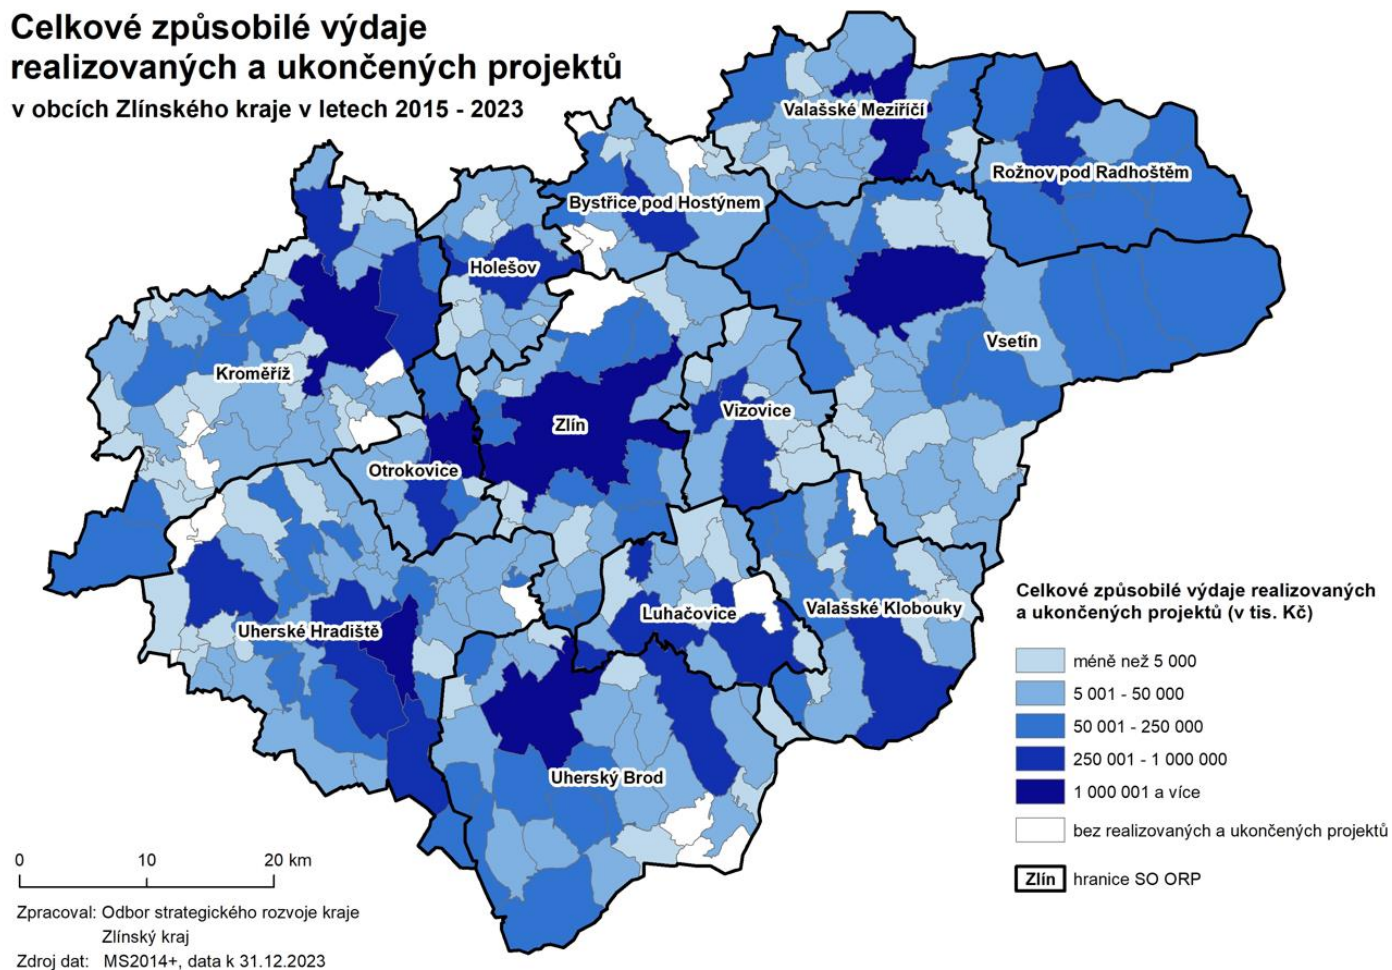 Celkové způsobilé výdaje
realizovaných a ukončených projektů
v obcích Zlínského kraje v letech 2015 - 2023
Valašské Meziříčí
Rožnov pod Radhoštěm
Bystřice pod Hostýnem
Holešov
Vsetín
Kroměříž
Vizovice
Zlín
Otrokovice
Luhačovice
Valašské Klobouky
Uherské Hradiště
Uherský Brod
Celkové způsobilé výdaje realizovaných
a ukončených projektů (v tis. Kč)
méně než 5 000
5 001 - 50 000
50 001 - 250 000
250 001 - 1 000 000
1 000 001 a více
bez realizovaných a ukončených projektů
Zlín hranice SO ORP
0 10 20 km
Zpracoval: Odbor strategického rozvoje kraje
Zlínský kraj
Zdroj dat: MS2014+, data k 31.12.2023